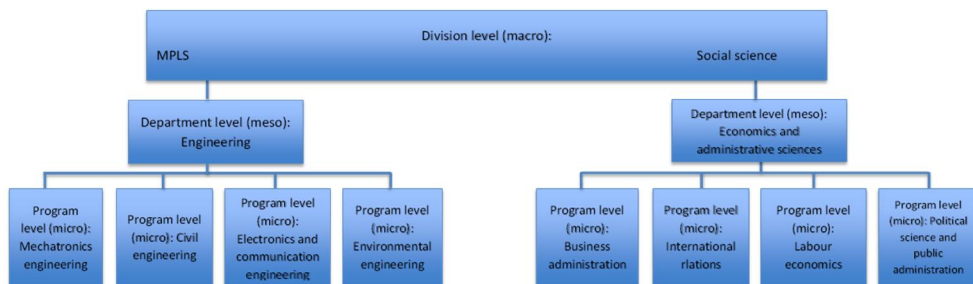 Division level (macro):
MPLS
Social science
Department level (meso):
Engineering
Department level (meso):
Economics and
administrative sciences
Program
level (micro):
Mechatronics
engineering
Program level
(micro): Civil
engineering
Program level
(micro):
Electronics and
communication
engineering
Program level
(micro):
Environmental
engineering
Program level
(micro):
Business
administration
Program level
(micro):
International
rlations
Program level
(micro):
Labour
economics
Program level
(micro): Political
science and
public
administration